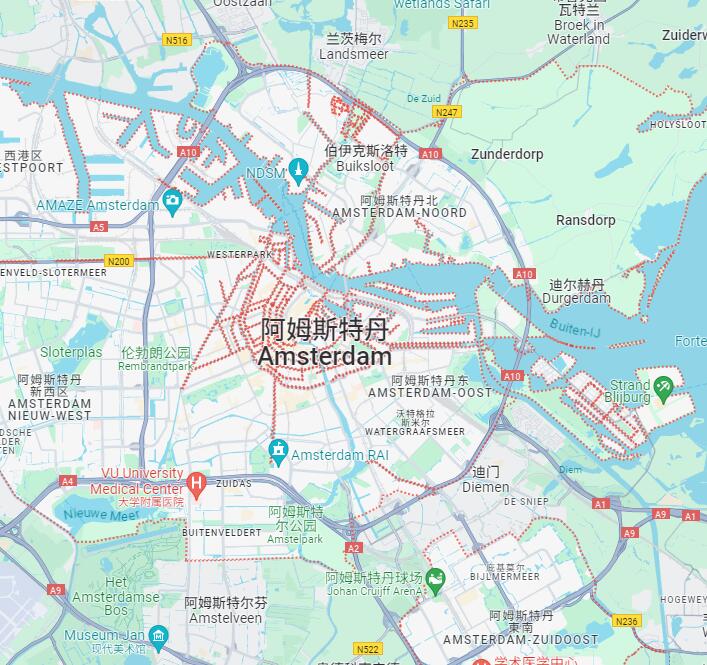 Oostzaan
Wetlands Safari
N235
瓦特兰
Broek in
Waterland
N516
兰茨梅尔
Landsmeer
Zuiderw
De Zuid
N247
HOLYSLOOT
西港区
ESTPOORT
A10
伯伊克斯洛特
Buiksloot
A10
Zunderdorp
NDSM
AMAZE Amsterdam
阿姆斯特丹北
AMSTERDAM-NOORD
Ransdorp
A5
N200
WESTERPARK
ENVELD-SLOTERMEER
A10
迪尔赫丹
Durgerdam
阿姆斯特丹
Amsterdam
Buiten-IJ
Forte
Sloterplas
伦勃朗公园
Rembrandtpark
阿姆斯特丹
新西区
AMSTERDAM
NIEUW-WEST
阿姆斯特丹东
AMSTERDAM-OOST
A10
Strand
Blijburg
沃特格拉
斯米尔
WATERGRAAFSMEER
DSCHE
LDER
TEN
Amsterdam RAI
VU University
Medical Center
大学附属医院
A4
ZUIDAS
迪门
Diemen
Diem
DE SNIEP
A1
A9
A1
A9
Nieuwe Meer
阿姆斯特
尔公园
Amstelpark
BUITENVELDERT
A2
阿姆斯特丹球场
Johan Cruijff ArenA
庇基莫尔
BIJLMERMEER
A9
Het
Amsterdamse
Bos
阿姆斯特尔芬
Amstelveen
HOGEWEY
阿姆斯特丹
東南
AMSTERDAM-ZUIDOOST
N236
Museum Jan
现代美术馆
N522
学术医学中心